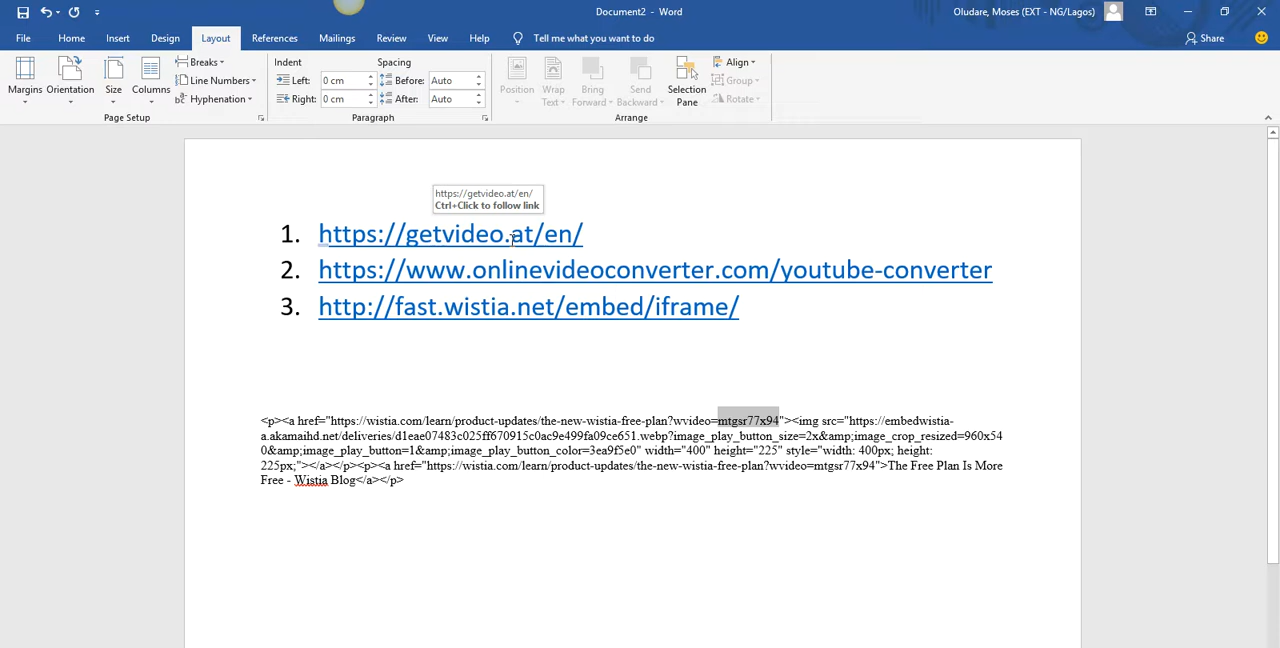 Document2 - Word
Oludare, Moses (EXT - NG/Lagos)
File Home Insert Design Layout References Mailings Review View Help Tell me what you want to do Share
Margins Orientation Size Columns
Breaks
Line Numbers
Hyphenation
Page Setup
Indent Spacing
Left: 0 cm Before: Auto
Right: 0 cm After: Auto
Paragraph
Position Wrap Text Bring Forward Send Backward Selection Pane
Align
Group
Rotate
Arrange
https://getvideo.at/en/
Ctrl+Click to follow link
1. https://getvideo.at/en/
2. https://www.onlinevideoconverter.com/youtube-converter
3. http://fast.wistia.net/embed/iframe/
<p><a href="https://wistia.com/learn/product-updates/the-new-wistia-free-plan?wvideo=mtgsr77x94"><img src="https://embedwistia-
a.akamaihd.net/deliveries/d1eae07483c025ff670915c0ac9e499fa09ce651.webp?image_play_button_size=2x&amp;image_crop_resized=960x54
0&amp;image_play_button=1&amp;image_play_button_color=3ea9f5e0" width="400" height="225" style="width: 400px; height:
225px;"></a></p><p><a href="https://wistia.com/learn/product-updates/the-new-wistia-free-plan?wvideo=mtgsr77x94">The Free Plan Is More
Free - Wistia Blog</a></p>